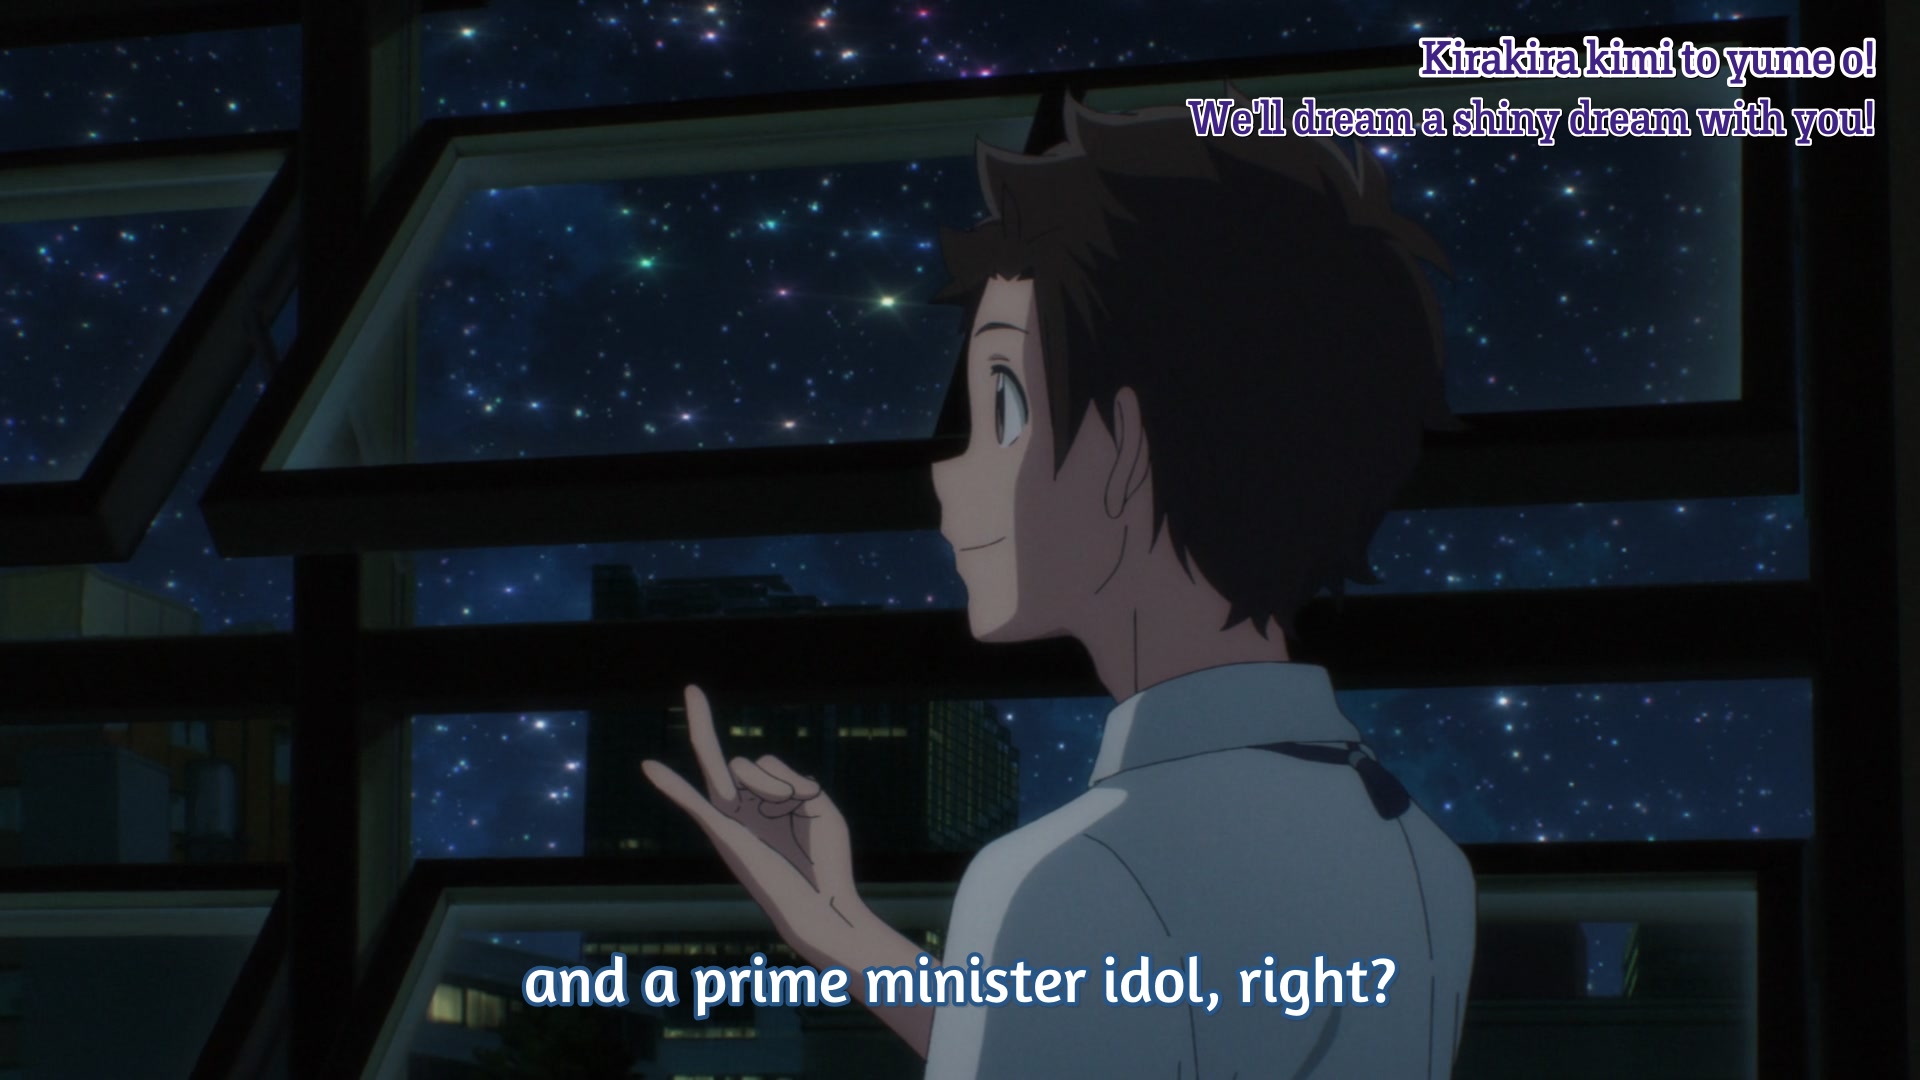 Kirakira kimi to yume o!
We'll dream a shiny dream with you!
and a prime minister idol, right?